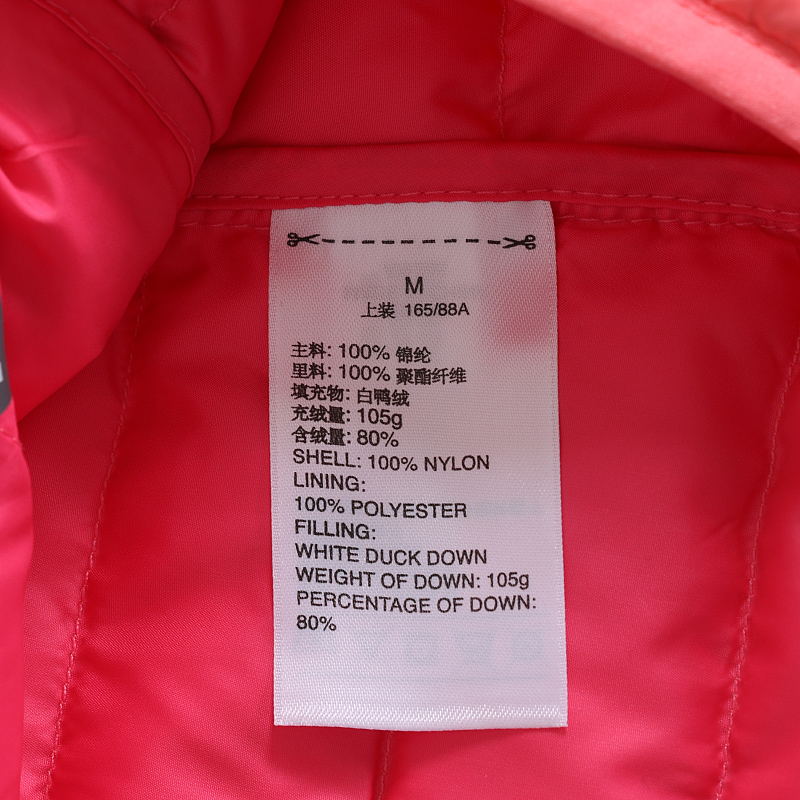 M
上装 165/88A
主料: 100% 锦纶
里料: 100% 聚酯纤维
填充物: 白鸭绒
充绒量: 105g
含绒量: 80%
SHELL: 100% NYLON
LINING:
100% POLYESTER
FILLING:
WHITE DUCK DOWN
WEIGHT OF DOWN: 105g
PERCENTAGE OF DOWN:
80%